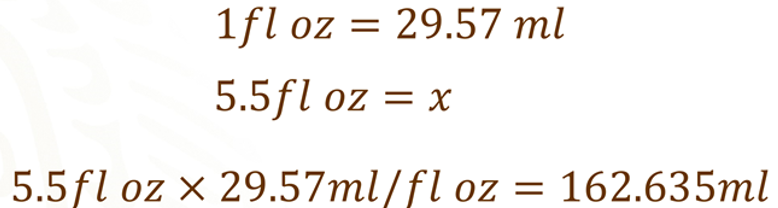 1fl oz = 29.57 ml
5.5fl oz = x
5.5fl oz × 29.57ml/fl oz = 162.635ml